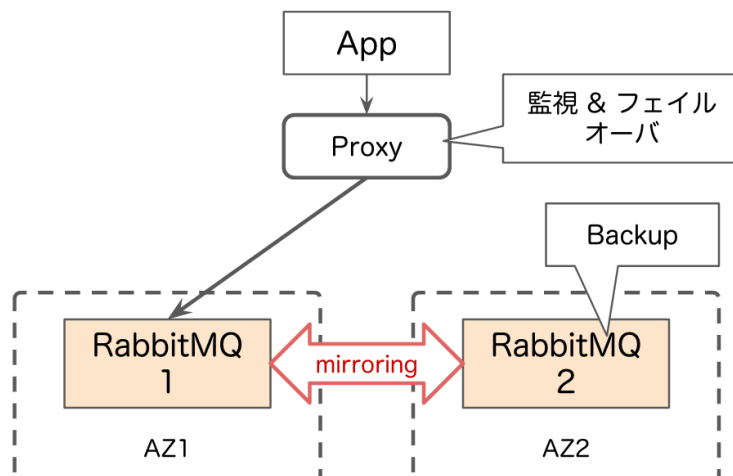 App
Proxy
監視 & フェイル
オーバ
Backup
RabbitMQ
1
mirroring
RabbitMQ
2
AZ1
AZ2